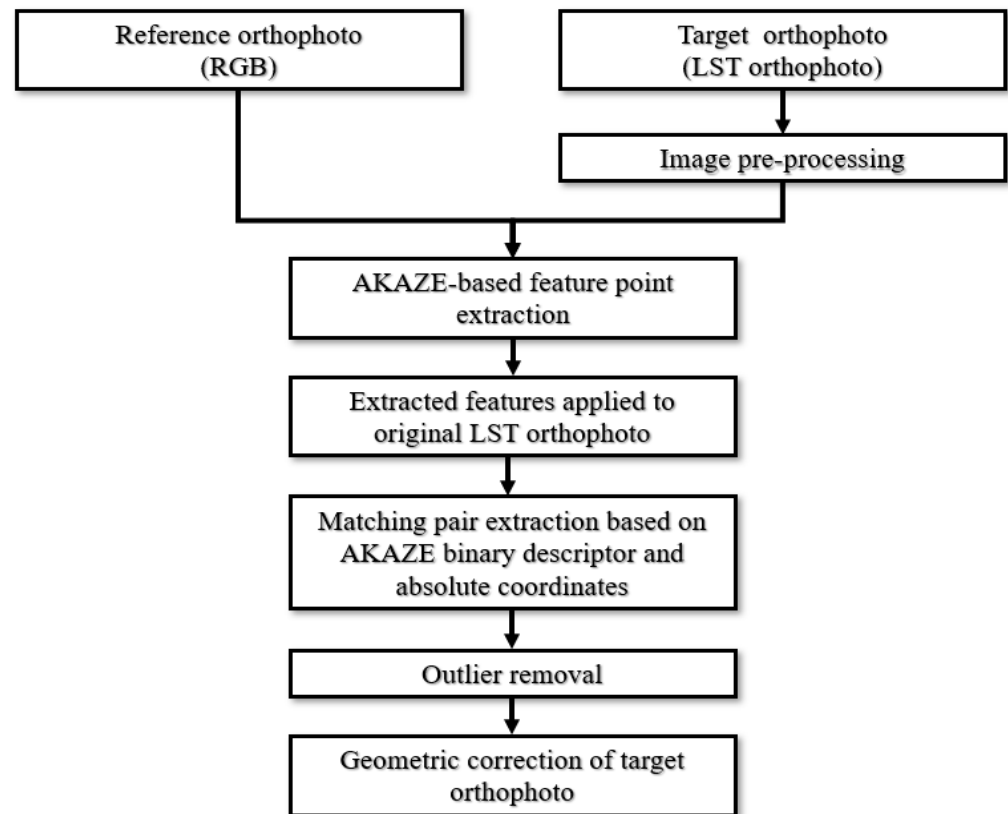 Reference orthophoto
(RGB)
Target orthophoto
(LST orthophoto)
Image pre-processing
AKAZE-based feature point
extraction
Extracted features applied to
original LST orthophoto
Matching pair extraction based on
AKAZE binary descriptor and
absolute coordinates
Outlier removal
Geometric correction of target
orthophoto